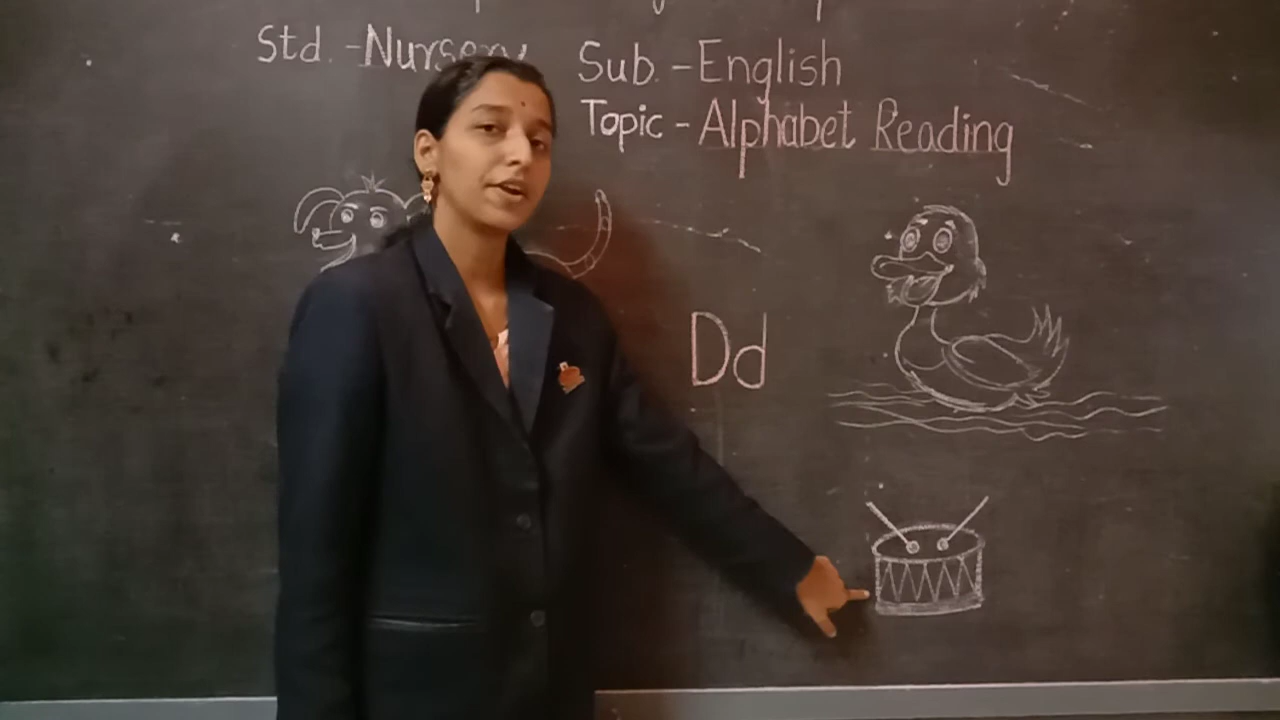 Std. - Nursery Sub. - English
Topic - Alphabet Reading
Dd